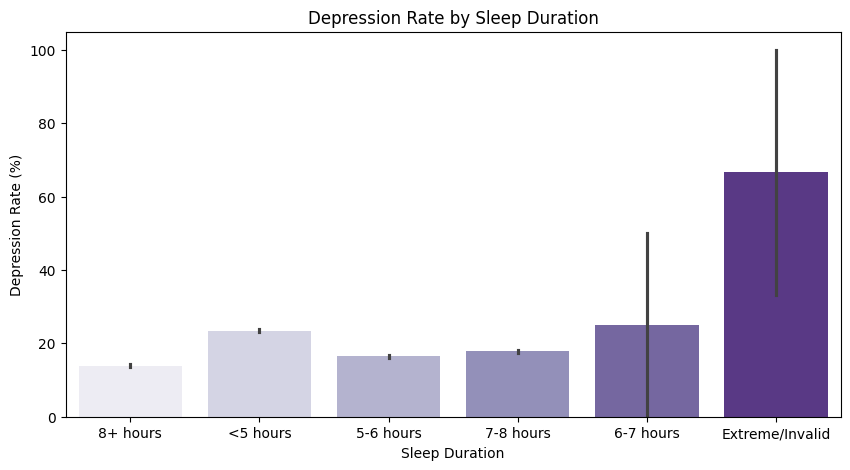 Depression Rate by Sleep Duration
Depression Rate (%)
100
80
60
40
20
0
8+ hours
<5 hours
5-6 hours
7-8 hours
6-7 hours
Extreme/Invalid
Sleep Duration